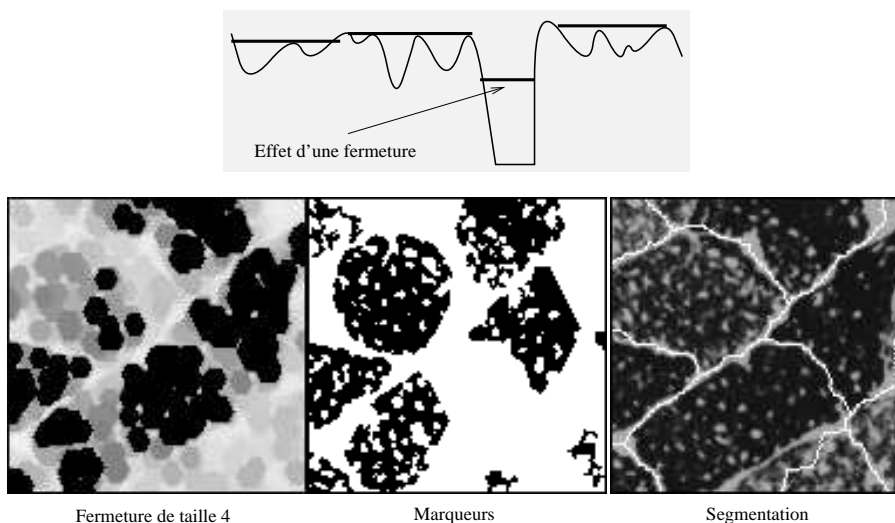 Effet d'une fermeture
Fermeture de taille 4
Marqueurs
Segmentation